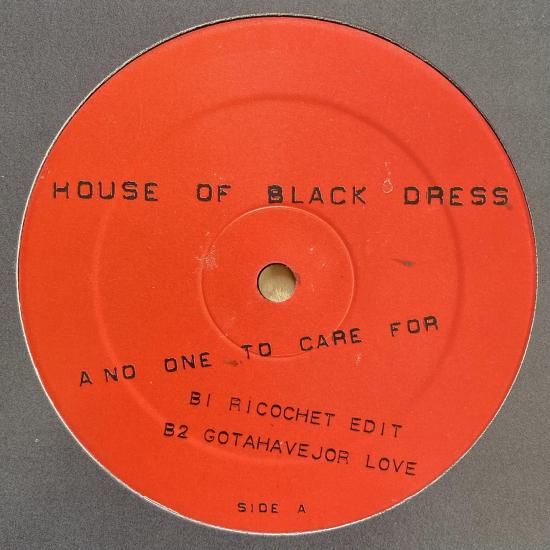 HOUSE OF BLACK DRESS
A NO ONE TO CARE FOR
B1 RICOCHET EDIT
B2 GOTAHAVEJOR LOVE
SIDE A